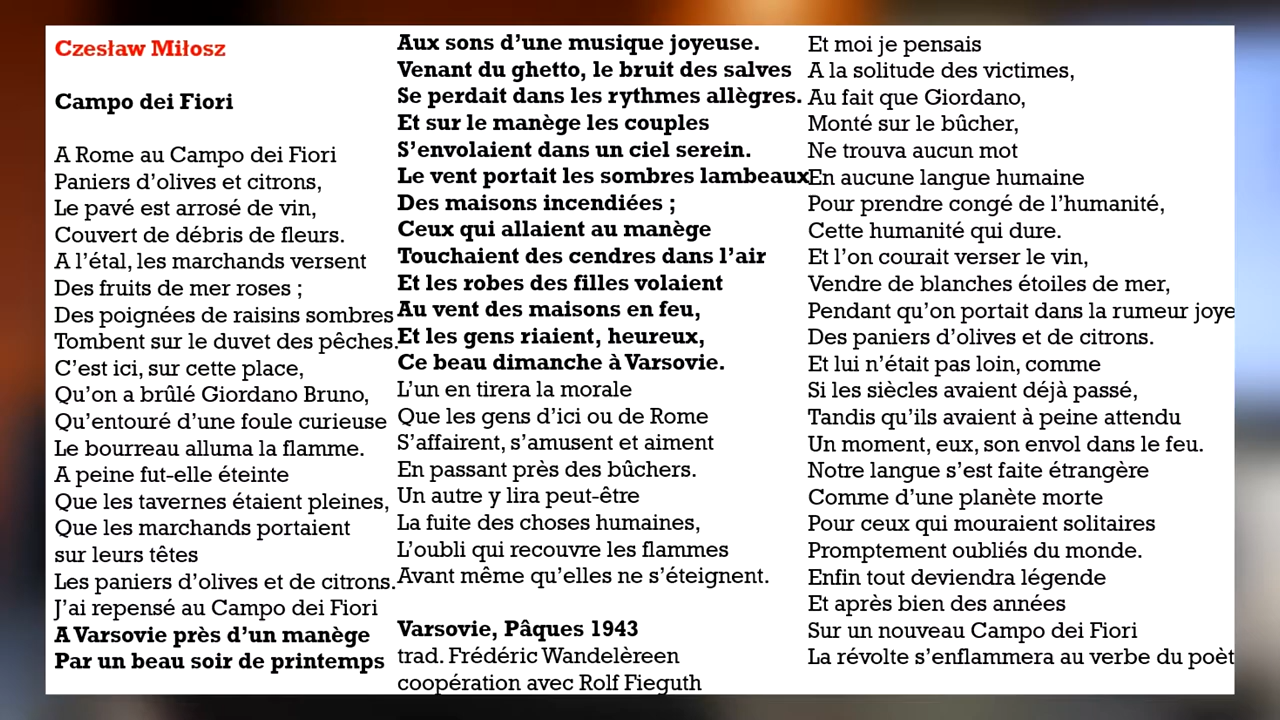 Czesław Miłosz
Campo dei Fiori
A Rome au Campo dei Fiori
Paniers d’olives et citrons,
Le pavé est arrosé de vin,
Couvert de débris de fleurs.
A l’étal, les marchands versent
Des fruits de mer roses ;
Des poignées de raisins sombres
Tombent sur le duvet des pêches.
C’est ici, sur cette place,
Qu’on a brûlé Giordano Bruno,
Qu’entouré d’une foule curieuse
Le bourreau alluma la flamme.
A peine fut-elle éteinte
Que les tavernes étaient pleines,
Que les marchands portaient
sur leurs têtes
Les paniers d’olives et de citrons.
J’ai repensé au Campo dei Fiori
A Varsovie près d’un manège
Par un beau soir de printemps
Aux sons d’une musique joyeuse.
Venant du ghetto, le bruit des salves
Se perdait dans les rythmes allègres.
Et sur le manège les couples
S’envolaient dans un ciel serein.
Le vent portait les sombres lambeaux
Des maisons incendiées ;
Ceux qui allaient au manège
Touchaient des cendres dans l’air
Et les robes des filles volaient
Au vent des maisons en feu,
Et les gens riaient, heureux,
Ce beau dimanche à Varsovie.
L’un en tirera la morale
Que les gens d’ici ou de Rome
S’affairent, s’amusent et aiment
En passant près des bûchers.
Un autre y lira peut-être
La fuite des choses humaines,
L’oubli qui recouvre les flammes
Avant même qu’elles ne s’éteignent.
Varsovie, Pâques 1943
trad. Frédéric Wandelèreen
coopération avec Rolf Fieguth
Et moi je pensais
A la solitude des victimes,
Au fait que Giordano,
Monté sur le bûcher,
Ne trouva aucun mot
En aucune langue humaine
Pour prendre congé de l’humanité,
Cette humanité qui dure.
Et l’on courait verser le vin,
Vendre de blanches étoiles de mer,
Pendant qu’on portait dans la rumeur joye
Des paniers d’olives et de citrons.
Et lui n’était pas loin, comme
Si les siècles avaient déjà passé,
Tandis qu’ils avaient à peine attendu
Un moment, eux, son envol dans le feu.
Notre langue s’est faite étrangère
Comme d’une planète morte
Pour ceux qui mouraient solitaires
Promptement oubliés du monde.
Enfin tout deviendra légende
Et après bien des années
Sur un nouveau Campo dei Fiori
La révolte s’enflammera au verbe du poèt